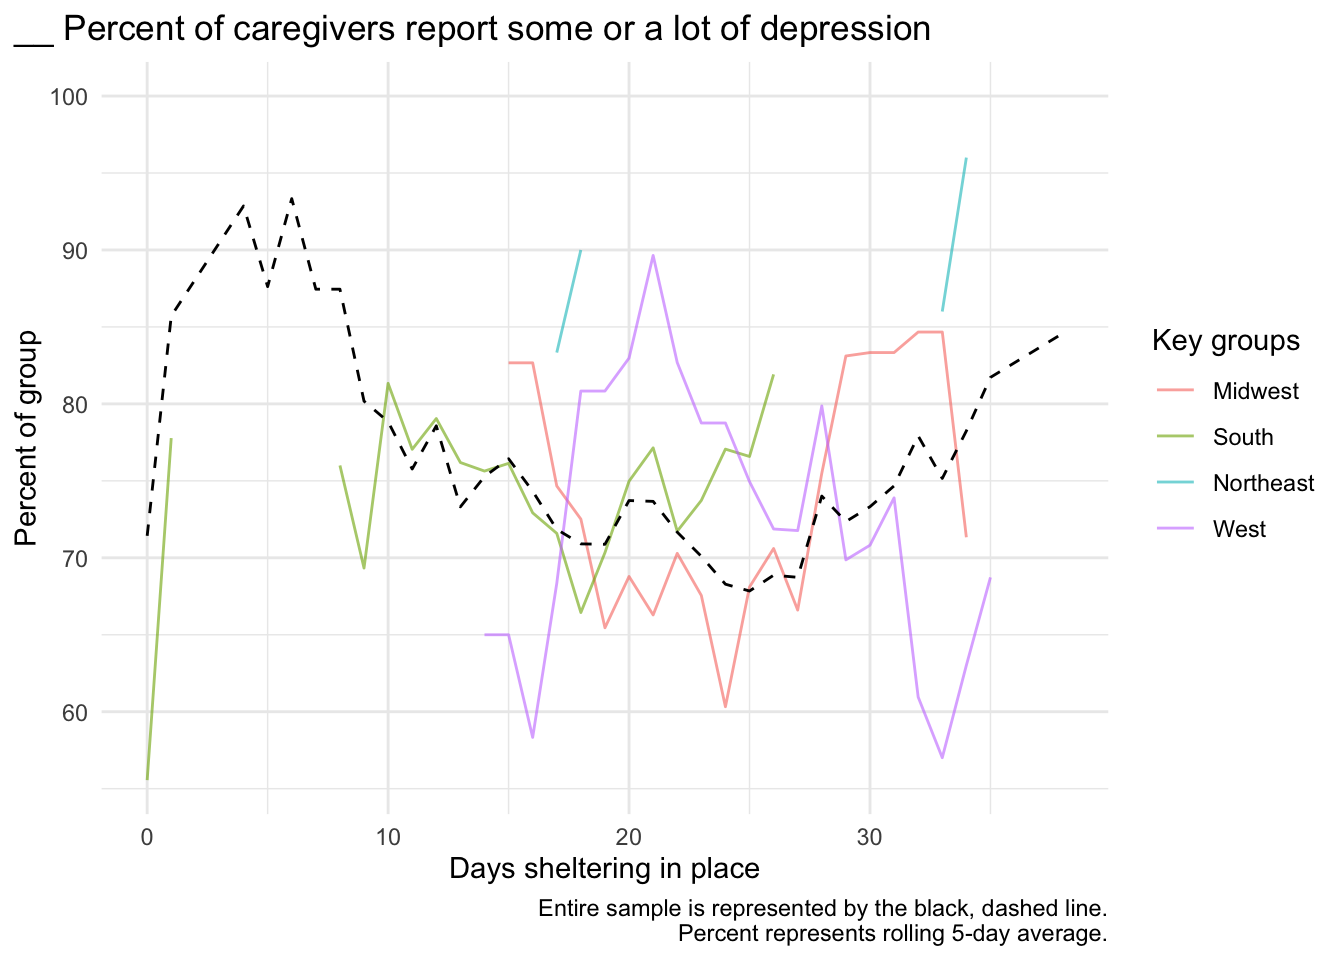 __ Percent of caregivers report some or a lot of depression
100
90
80
70
60
Percent of group
0 10 20 30
Days sheltering in place
Key groups
Midwest
South
Northeast
West
Entire sample is represented by the black, dashed line.
Percent represents rolling 5-day average.